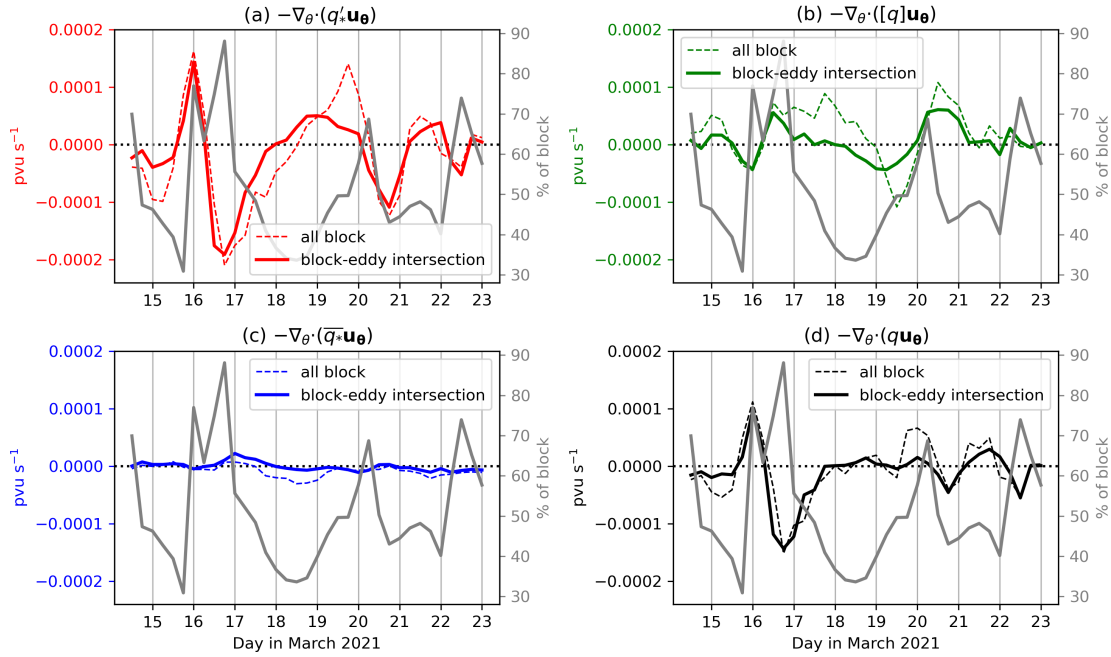 (a) −∇θ·(q′*uθ)
(b) −∇θ·([q]uθ)
0.0002
0.0001
0.0000
−0.0001
−0.0002
pvu s⁻¹
90
80
70
60
50
40
30
% of block
all block
block-eddy intersection
15 16 17 18 19 20 21 22 23
0.0002
0.0001
0.0000
−0.0001
−0.0002
pvu s⁻¹
90
80
70
60
50
40
30
% of block
all block
block-eddy intersection
15 16 17 18 19 20 21 22 23
(c) −∇θ·(q̅*uθ)
(d) −∇θ·(quθ)
0.0002
0.0001
0.0000
−0.0001
−0.0002
pvu s⁻¹
90
80
70
60
50
40
30
% of block
all block
block-eddy intersection
15 16 17 18 19 20 21 22 23
Day in March 2021
0.0002
0.0001
0.0000
−0.0001
−0.0002
pvu s⁻¹
90
80
70
60
50
40
30
% of block
all block
block-eddy intersection
15 16 17 18 19 20 21 22 23
Day in March 2021